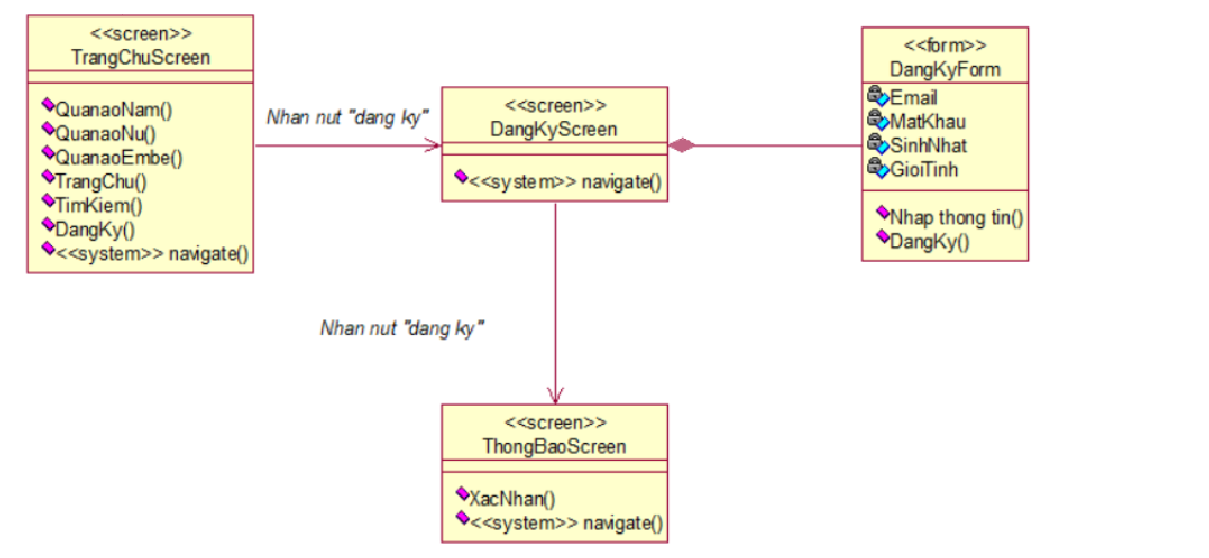 <<screen>>
TrangChuScreen
QuanaoNam()
QuanaoNu()
QuanaoEmbe()
TrangChu()
TimKiem()
DangKy()
<<system>> navigate()
Nhan nut "dang ky"
<<screen>>
DangKyScreen
<<system>> navigate()
<<form>>
DangKyForm
Email
MatKhau
SinhNhat
GioiTinh
Nhap thong tin()
DangKy()
Nhan nut "dang ky"
<<screen>>
ThongBaoScreen
XacNhan()
<<system>> navigate()